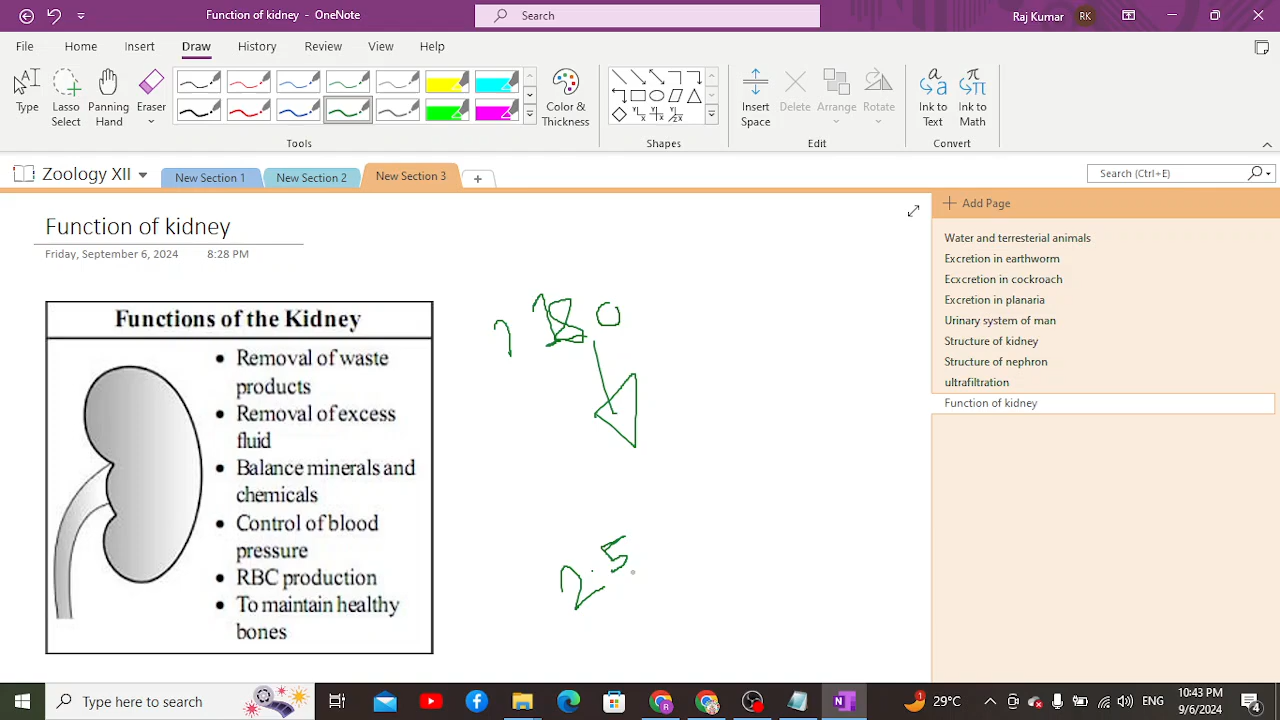 OneNote
Search
Raj Kumar
RK
File Home Insert Draw History Review View Help
Type
Lasso Select
Panning Hand
Eraser
Color & Thickness
Insert Space
Delete
Arrange
Rotate
Ink to Text
Ink to Math
Tools
Shapes
Edit
Convert
Zoology XII
New Section 1
New Section 2
New Section 3
Search (Ctrl+E)
Function of kidney
Friday, September 6, 2024 8:28 PM
Functions of the Kidney
• Removal of waste
products
• Removal of excess
fluid
• Balance minerals and
chemicals
• Control of blood
pressure
• RBC production
• To maintain healthy
bones
180
2.5
Add Page
Water and terresterial animals
Excretion in earthworm
Ecxcretion in cockroach
Excretion in planaria
Urinary system of man
Structure of kidney
Structure of nephron
ultrafiltration
Function of kidney
Type here to search
29°C
ENG
10:43 PM
9/6/2024
4